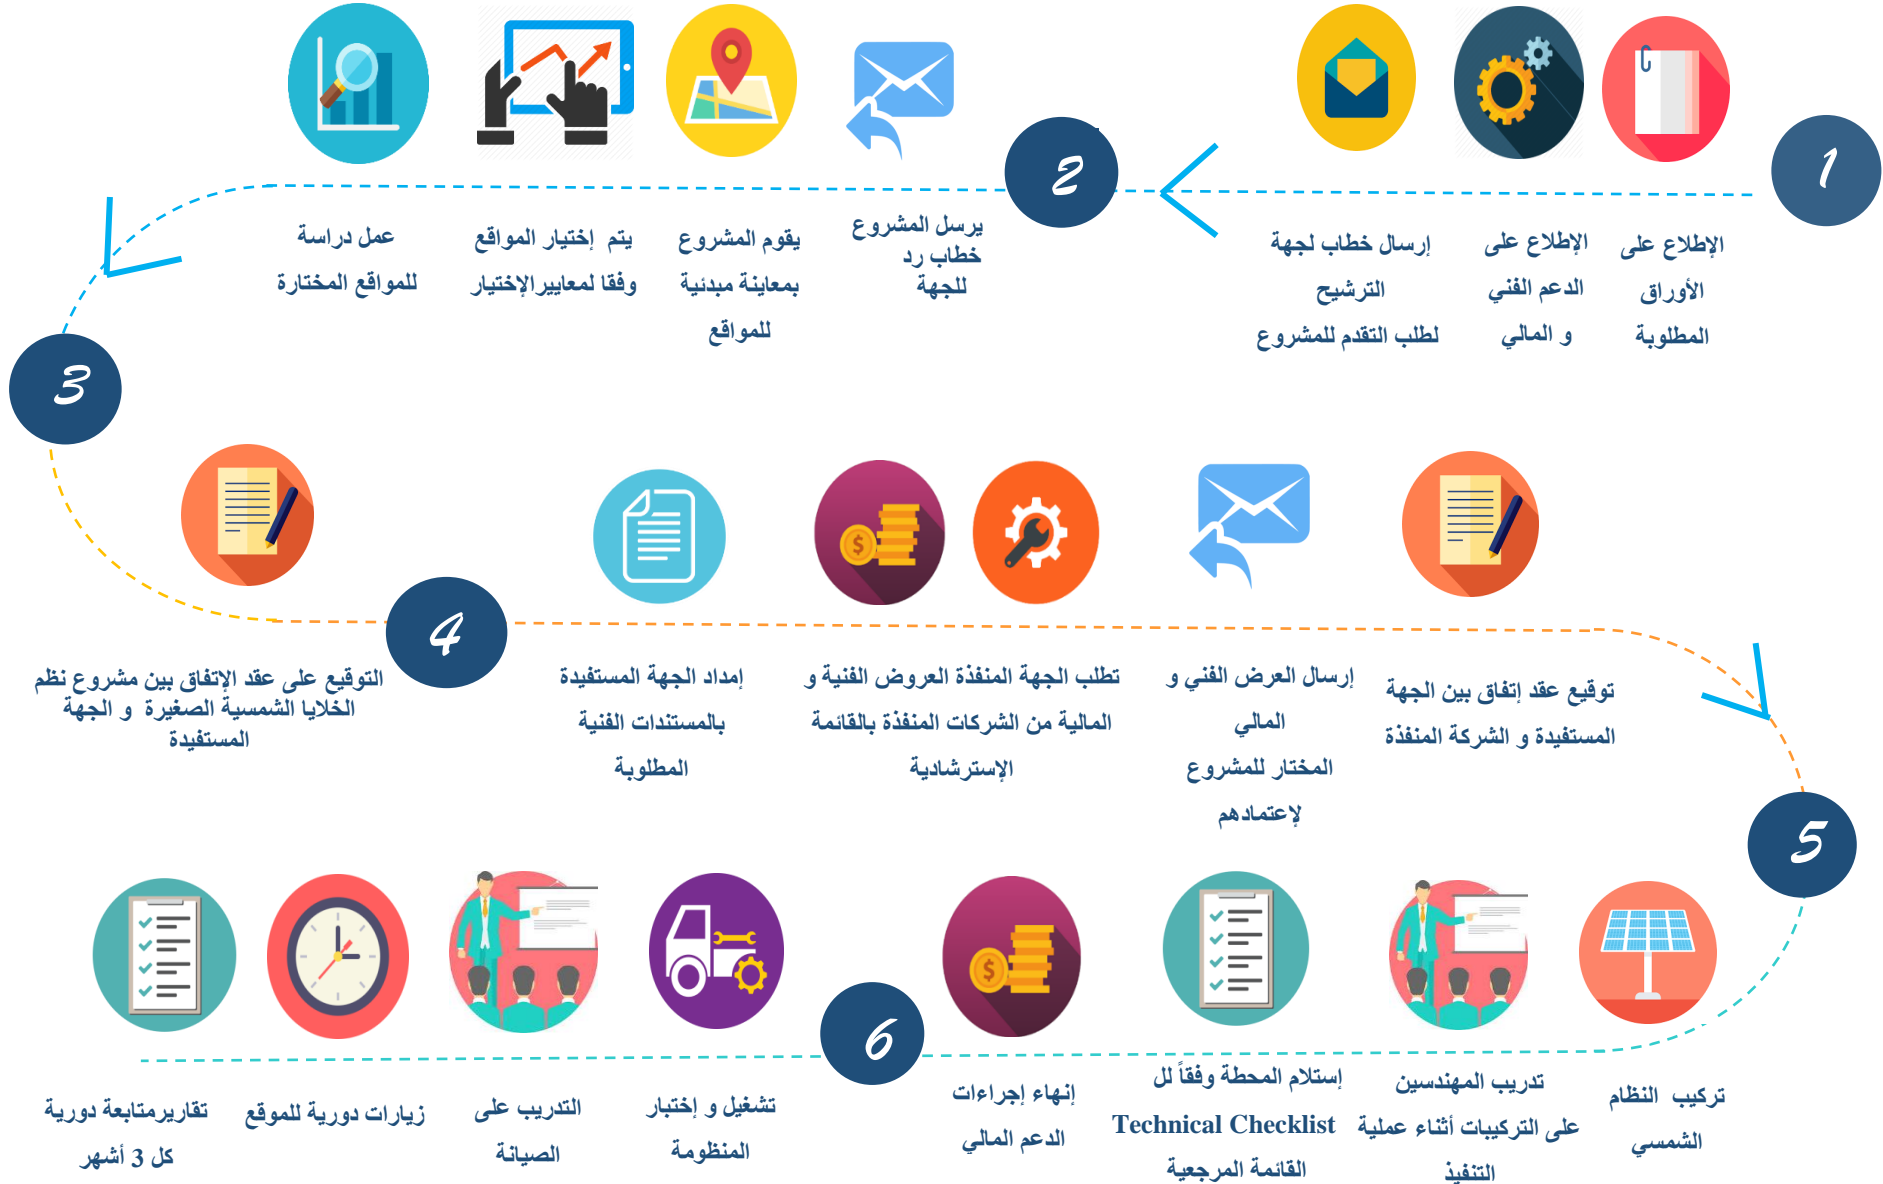 1
الإطلاع على
الأوراق
المطلوبة
الإطلاع على
الدعم الفني
و المالي
إرسال خطاب لجهة
الترشيح
لطلب التقدم للمشروع
2
يرسل المشروع
خطاب رد
للجهة
يقوم المشروع
بمعاينة مبدئية
للمواقع
يتم إختيار المواقع
وفقا لمعاييرالإختيار
عمل دراسة
للمواقع المختارة
3
التوقيع على عقد الإتفاق بين مشروع نظم
الخلايا الشمسية الصغيرة و الجهة
المستفيدة
4
إمداد الجهة المستفيدة
بالمستندات الفنية
المطلوبة
تطلب الجهة المنفذة العروض الفنية و
المالية من الشركات المنفذة بالقائمة
الإسترشادية
إرسال العرض الفني و
المالي
المختار للمشروع
لإعتمادهم
توقيع عقد إتفاق بين الجهة
المستفيدة و الشركة المنفذة
5
تركيب النظام
الشمسي
تدريب المهندسين
على التركيبات أثناء عملية
التنفيذ
إستلام المحطة وفقاً لل
Technical Checklist
القائمة المرجعية
إنهاء إجراءات
الدعم المالي
6
تشغيل و إختبار
المنظومة
التدريب على
الصيانة
زيارات دورية للموقع
تقاريرمتابعة دورية
كل 3 أشهر